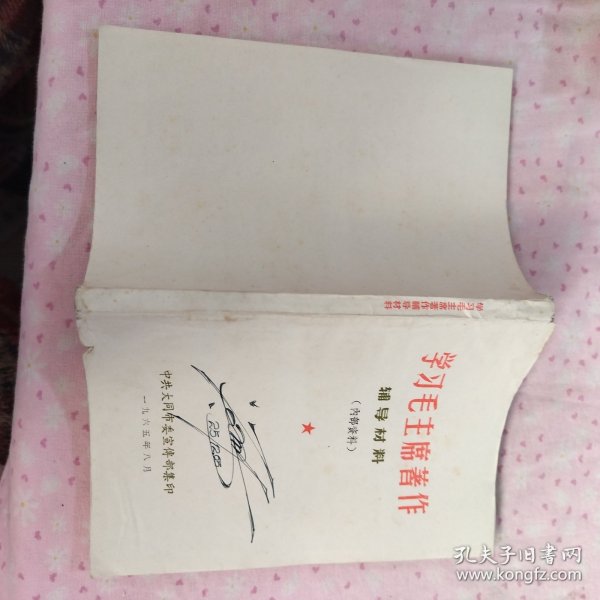 学习毛主席著作
辅导材料
（内部资料）
中共大同市委宣传部集印
一九六五年八月
学习毛主席著作辅导材料
孔夫子旧书网
www.kongfz.com